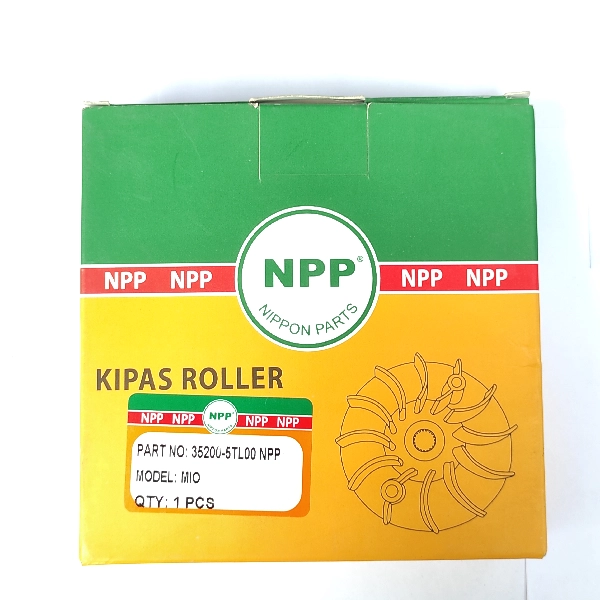 NPP NPP NPP® NPP NPP
NIPPON PARTS
KIPAS ROLLER
NPP NPP NPP NPP NPP
PART NO: 35200-5TL00 NPP
MODEL: MIO
QTY: 1 PCS